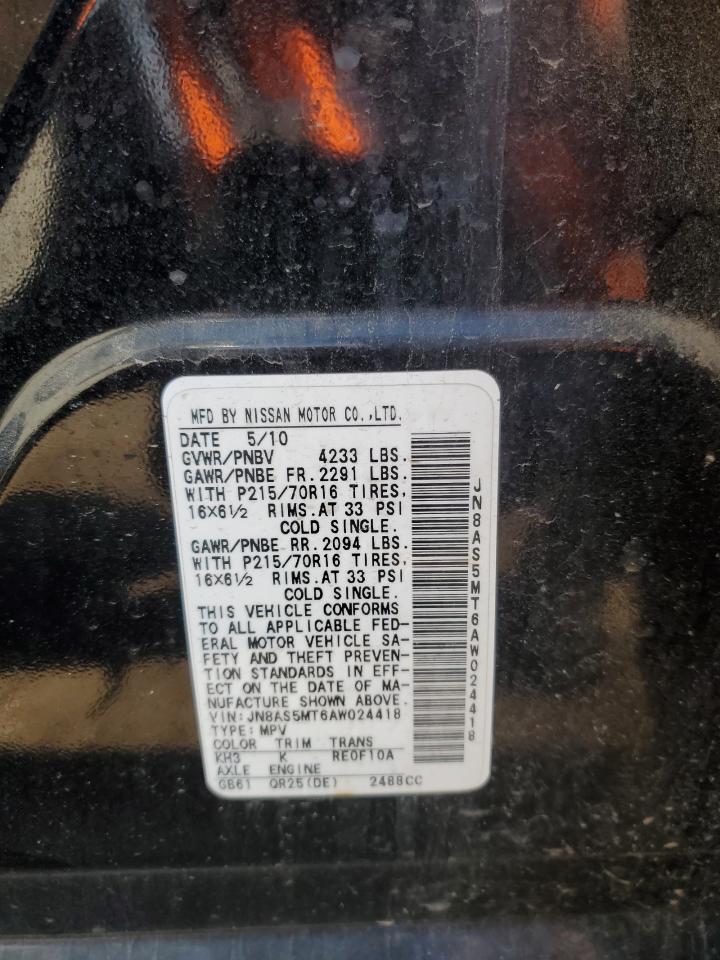 MFD BY NISSAN MOTOR CO.,LTD.
DATE 5/10
GVWR/PNBV 4233 LBS.
GAWR/PNBE FR.2291 LBS.
WITH P215/70R16 TIRES,
16X6½ RIMS.AT 33 PSI
COLD SINGLE.
GAWR/PNBE RR.2094 LBS.
WITH P215/70R16 TIRES,
16X6½ RIMS.AT 33 PSI
COLD SINGLE.
THIS VEHICLE CONFORMS
TO ALL APPLICABLE FED-
ERAL MOTOR VEHICLE SA-
FETY AND THEFT PREVEN-
TION STANDARDS IN EFF-
ECT ON THE DATE OF MA-
NUFACTURE SHOWN ABOVE.
VIN:JN8AS5MT6AW024418
TYPE:MPV
COLOR TRIM TRANS
KH3 K RE0F10A
AXLE ENGINE
GB61 QR25(DE) 2488CC
JN8AS5MT6AW024418